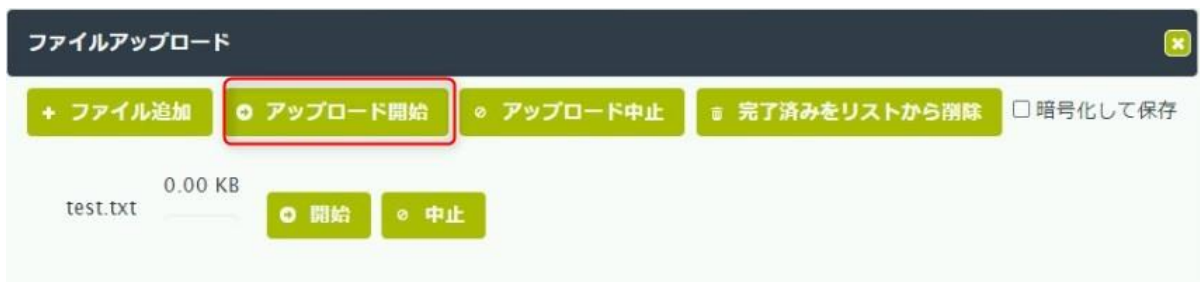 ファイルアップロード
ファイル追加 アップロード開始 アップロード中止 完了済みをリストから削除 暗号化して保存
0.00 KB
test.txt
開始 中止